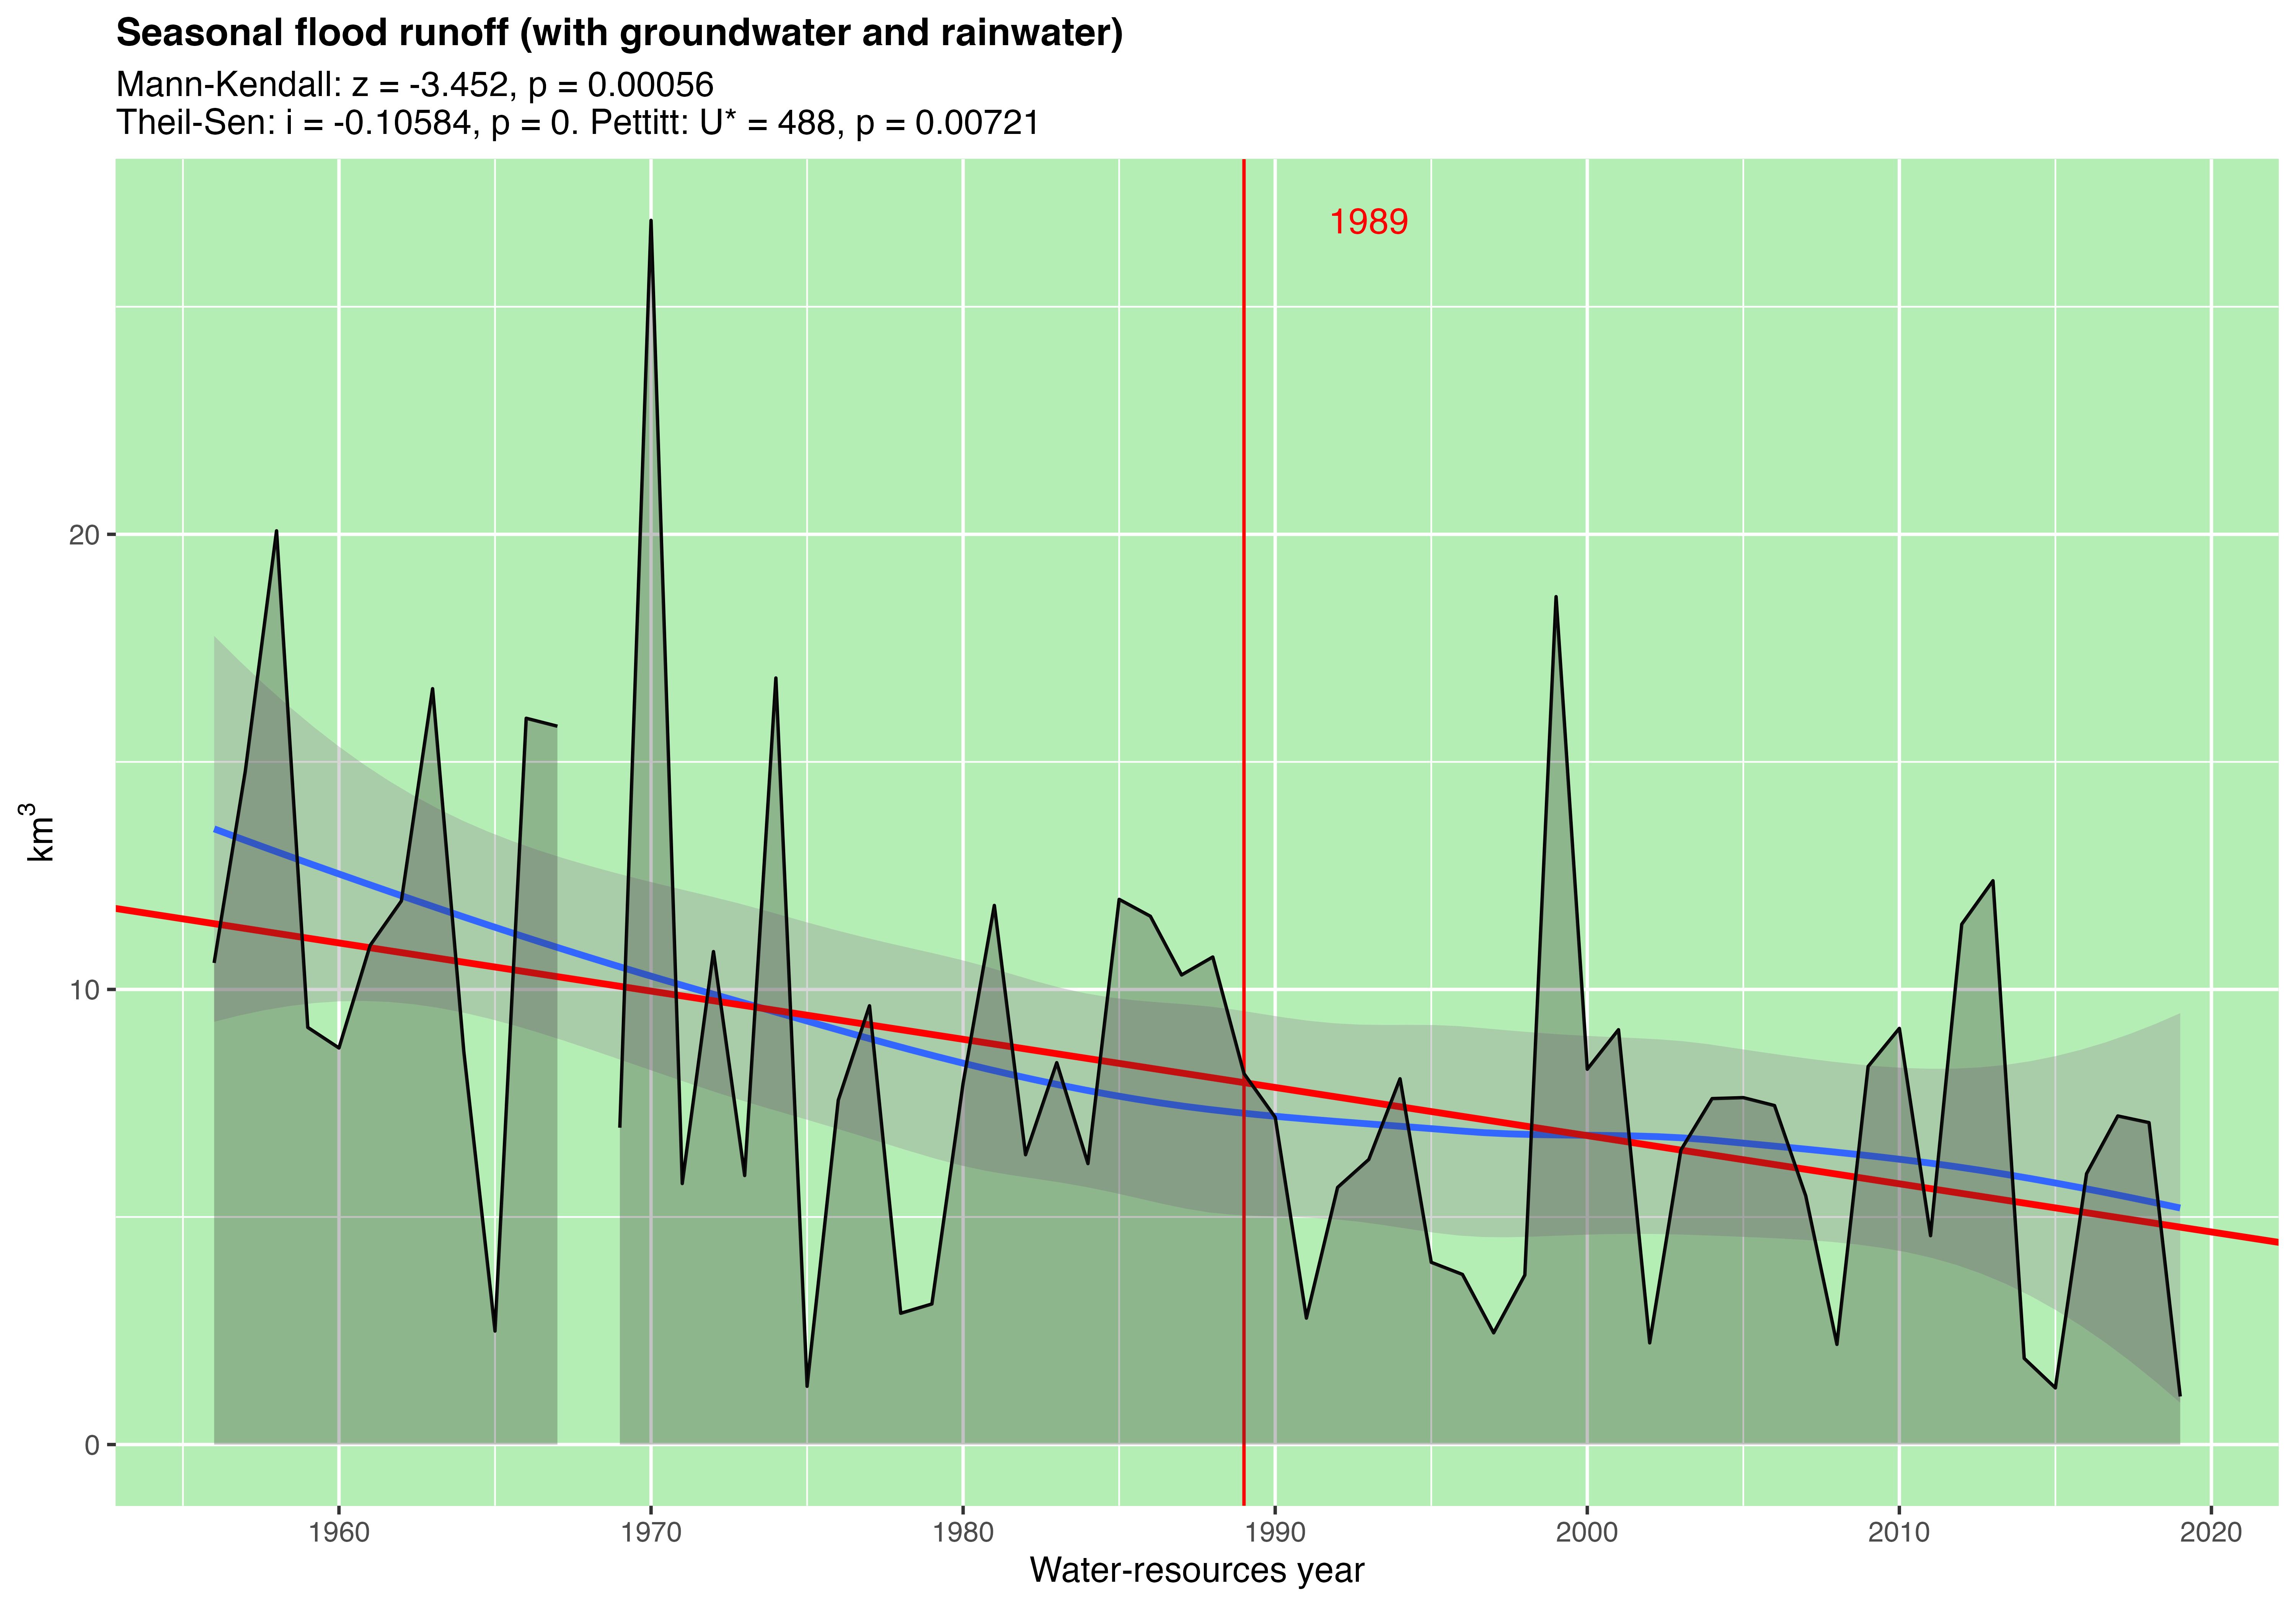 Seasonal flood runoff (with groundwater and rainwater)
Mann-Kendall: z = -3.452, p = 0.00056
Theil-Sen: i = -0.10584, p = 0. Pettitt: U* = 488, p = 0.00721
1989
20
10
0
km³
1960 1970 1980 1990 2000 2010 2020
Water-resources year